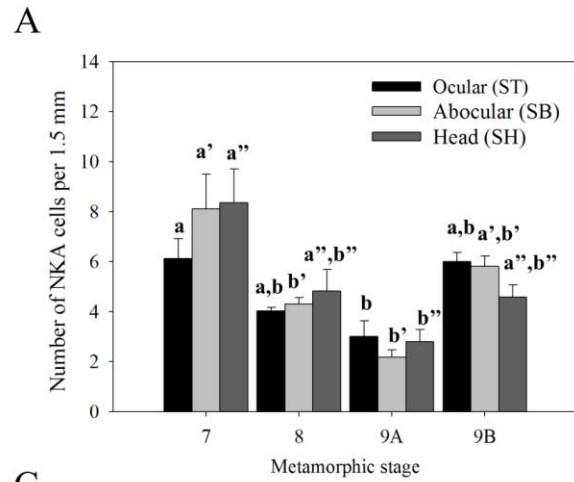 A
14
12
10
8
6
4
2
0
Number of NKA cells per 1.5 mm
Ocular (ST)
Abocular (SB)
Head (SH)
a
a’
a”
a,b
b’
a”,b”
b
b’
b”
a,b
a’,b’
a”,b”
7
8
9A
9B
Metamorphic stage